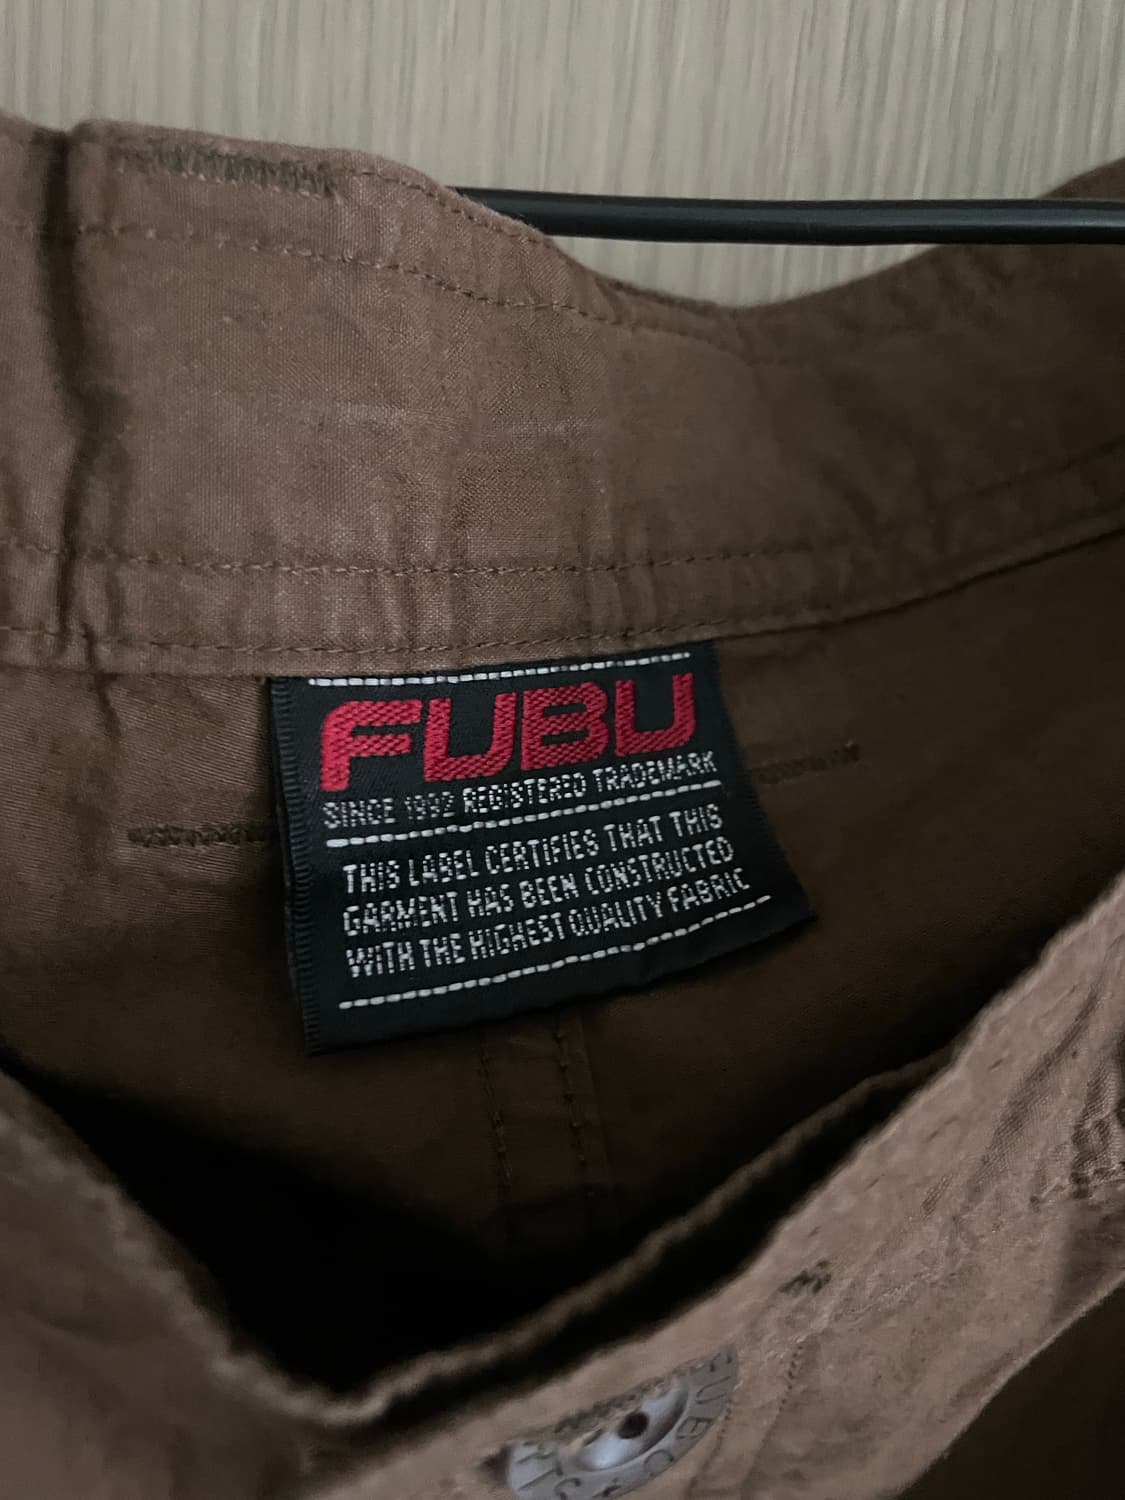 FUBU
SINCE 1992 REGISTERED TRADEMARK
THIS LABEL CERTIFIES THAT THIS
GARMENT HAS BEEN CONSTRUCTED
WITH THE HIGHEST QUALITY FABRIC